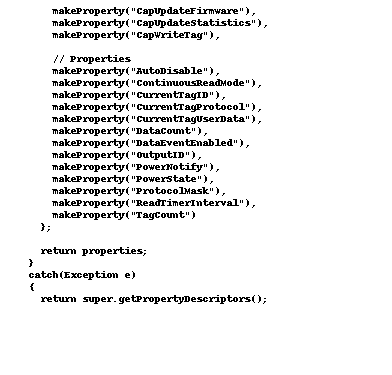 makeProperty("CapUpdateFirmware"),
makeProperty("CapUpdateStatistics"),
makeProperty("CapWriteTag"),
// Properties
makeProperty("AutoDisable"),
makeProperty("ContinuousReadMode"),
makeProperty("CurrentTagID"),
makeProperty("CurrentTagProtocol"),
makeProperty("CurrentTagUserData"),
makeProperty("DataCount"),
makeProperty("DataEventEnabled"),
makeProperty("OutputID"),
makeProperty("PowerNotify"),
makeProperty("PowerState"),
makeProperty("ProtocolMask"),
makeProperty("ReadTimerInterval"),
makeProperty("TagCount")
};
return properties;
}
catch(Exception e)
{
return super.getPropertyDescriptors();